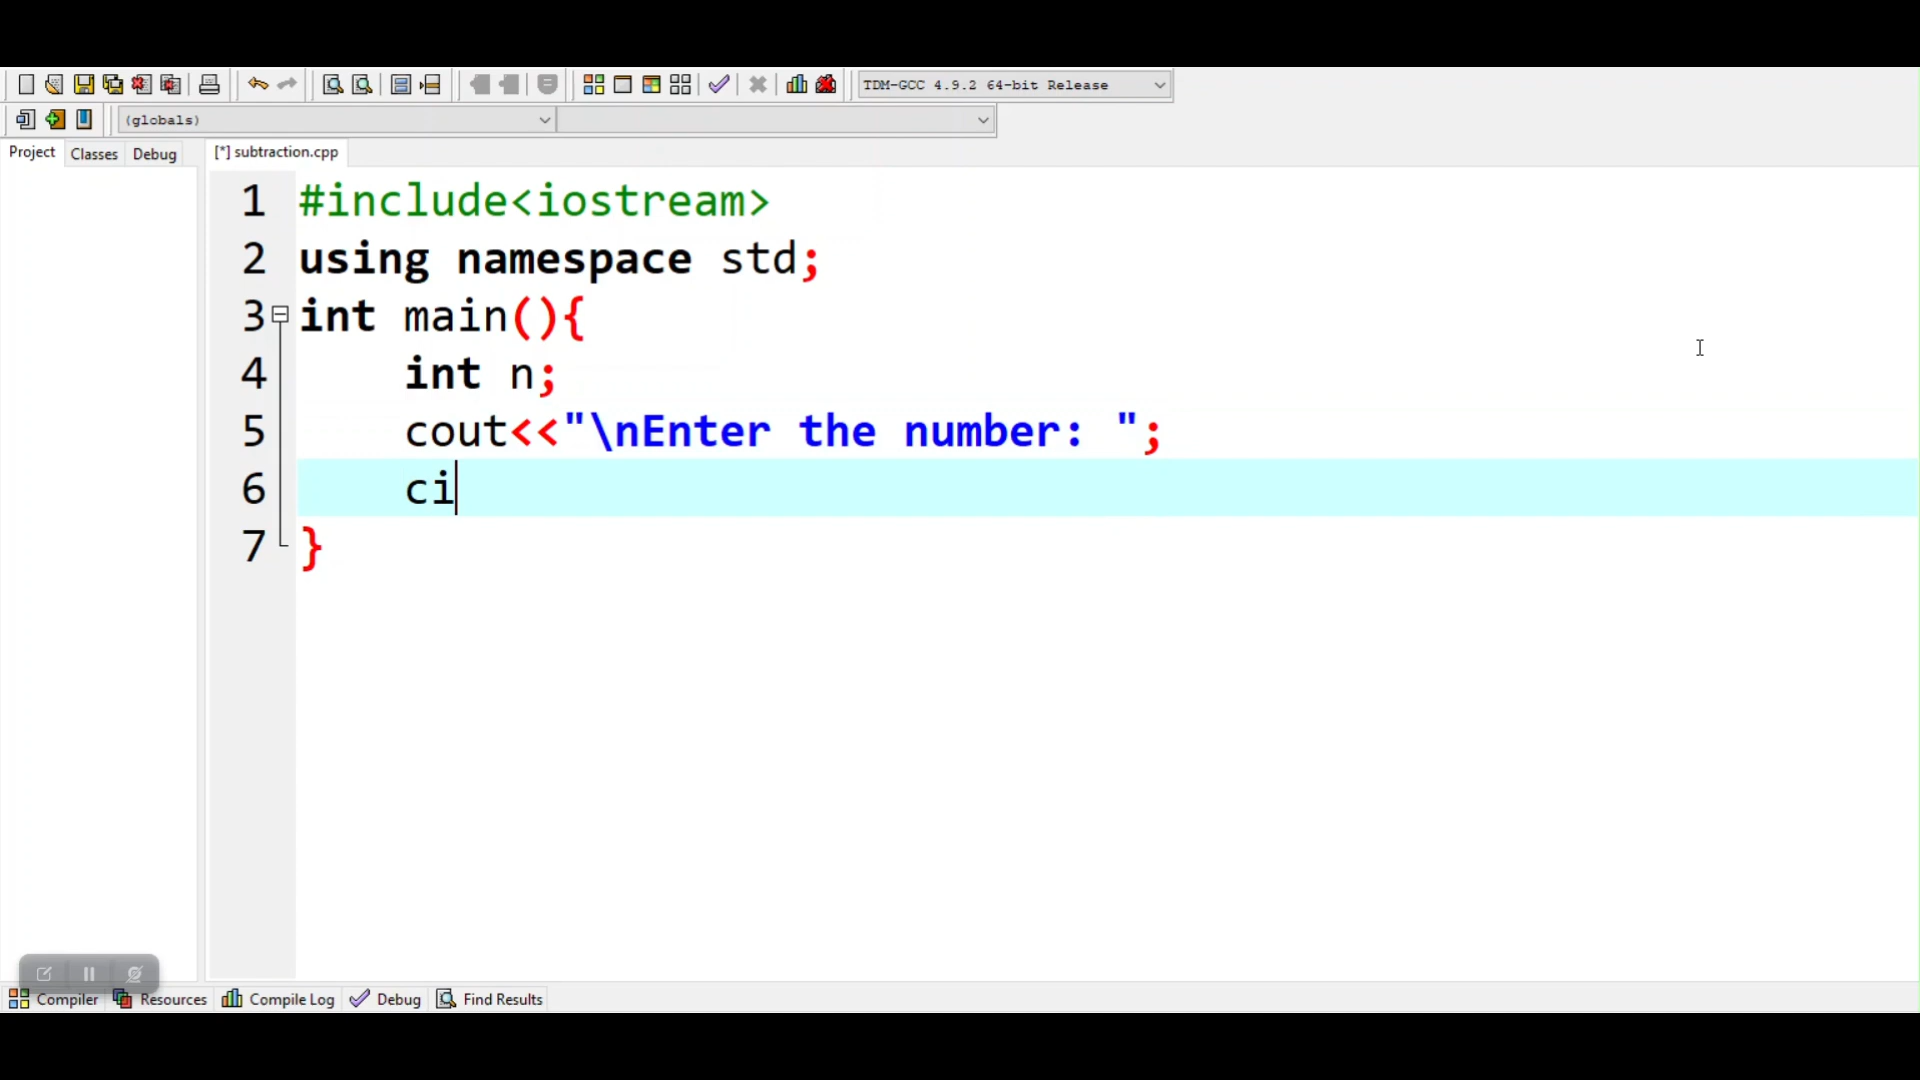 TDM-GCC 4.9.2 64-bit Release
(globals)
Project Classes Debug [*] subtraction.cpp
1 #include<iostream>
2 using namespace std;
3 int main(){
4 int n;
5 cout<<"\nEnter the number: ";
6 ci
7 }
Compiler Resources Compile Log Debug Find Results